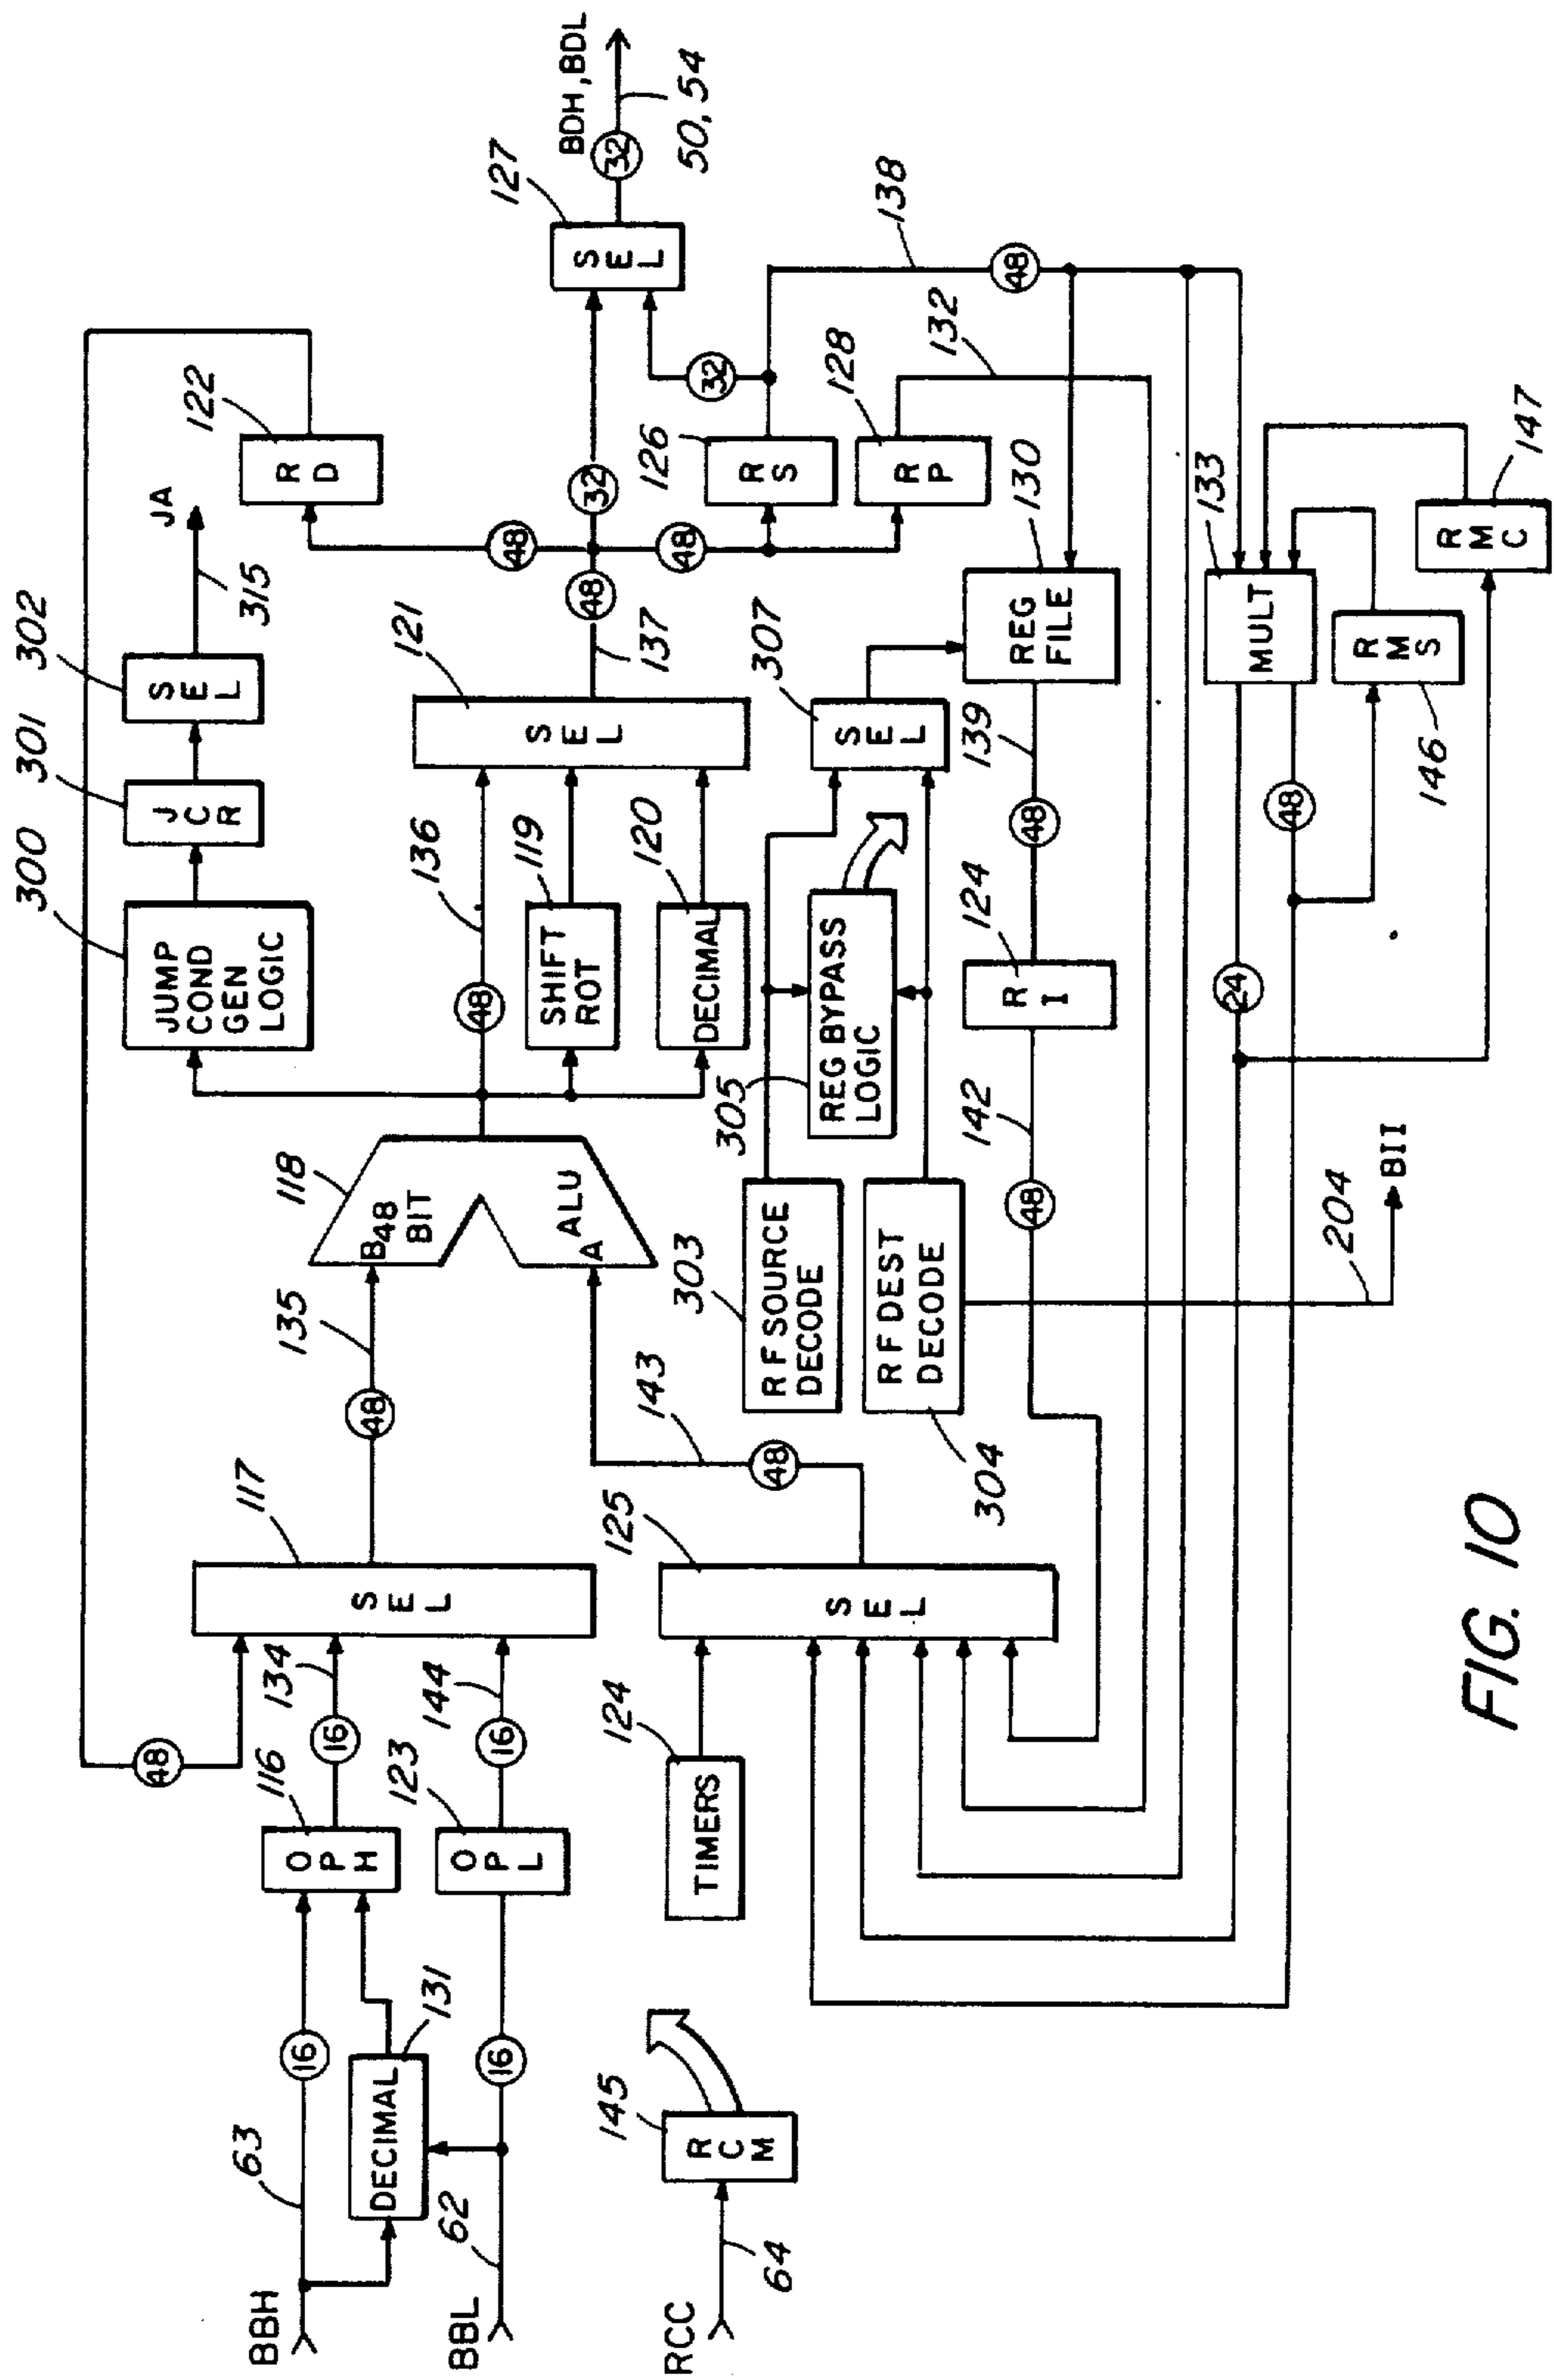 BBH
63
16
DECIMAL
131
BBL
62
16
OPH
116
16
134
OPL
123
16
144
48
SEL
117
48
135
B 48
BIT
ALU
A
118
JUMP
COND
GEN
LOGIC
300
JCR
301
SEL
302
315
JA
RD
122
48
136
SHIFT
ROT
119
DECIMAL
120
SEL
121
137
48
48
48
32
SEL
127
32
BDH, BDL
50, 54
RS
126
32
RP
128
138
48
132
RCC
64
RCM
145
TIMERS
124
SEL
125
48
143
RF SOURCE
DECODE
303
RF DEST
DECODE
304
REG BYPASS
LOGIC
305
SEL
307
REG
FILE
130
139
48
RI
124
142
48
204
BII
MULT
133
24
48
RMS
146
RMC
147
FIG. 10